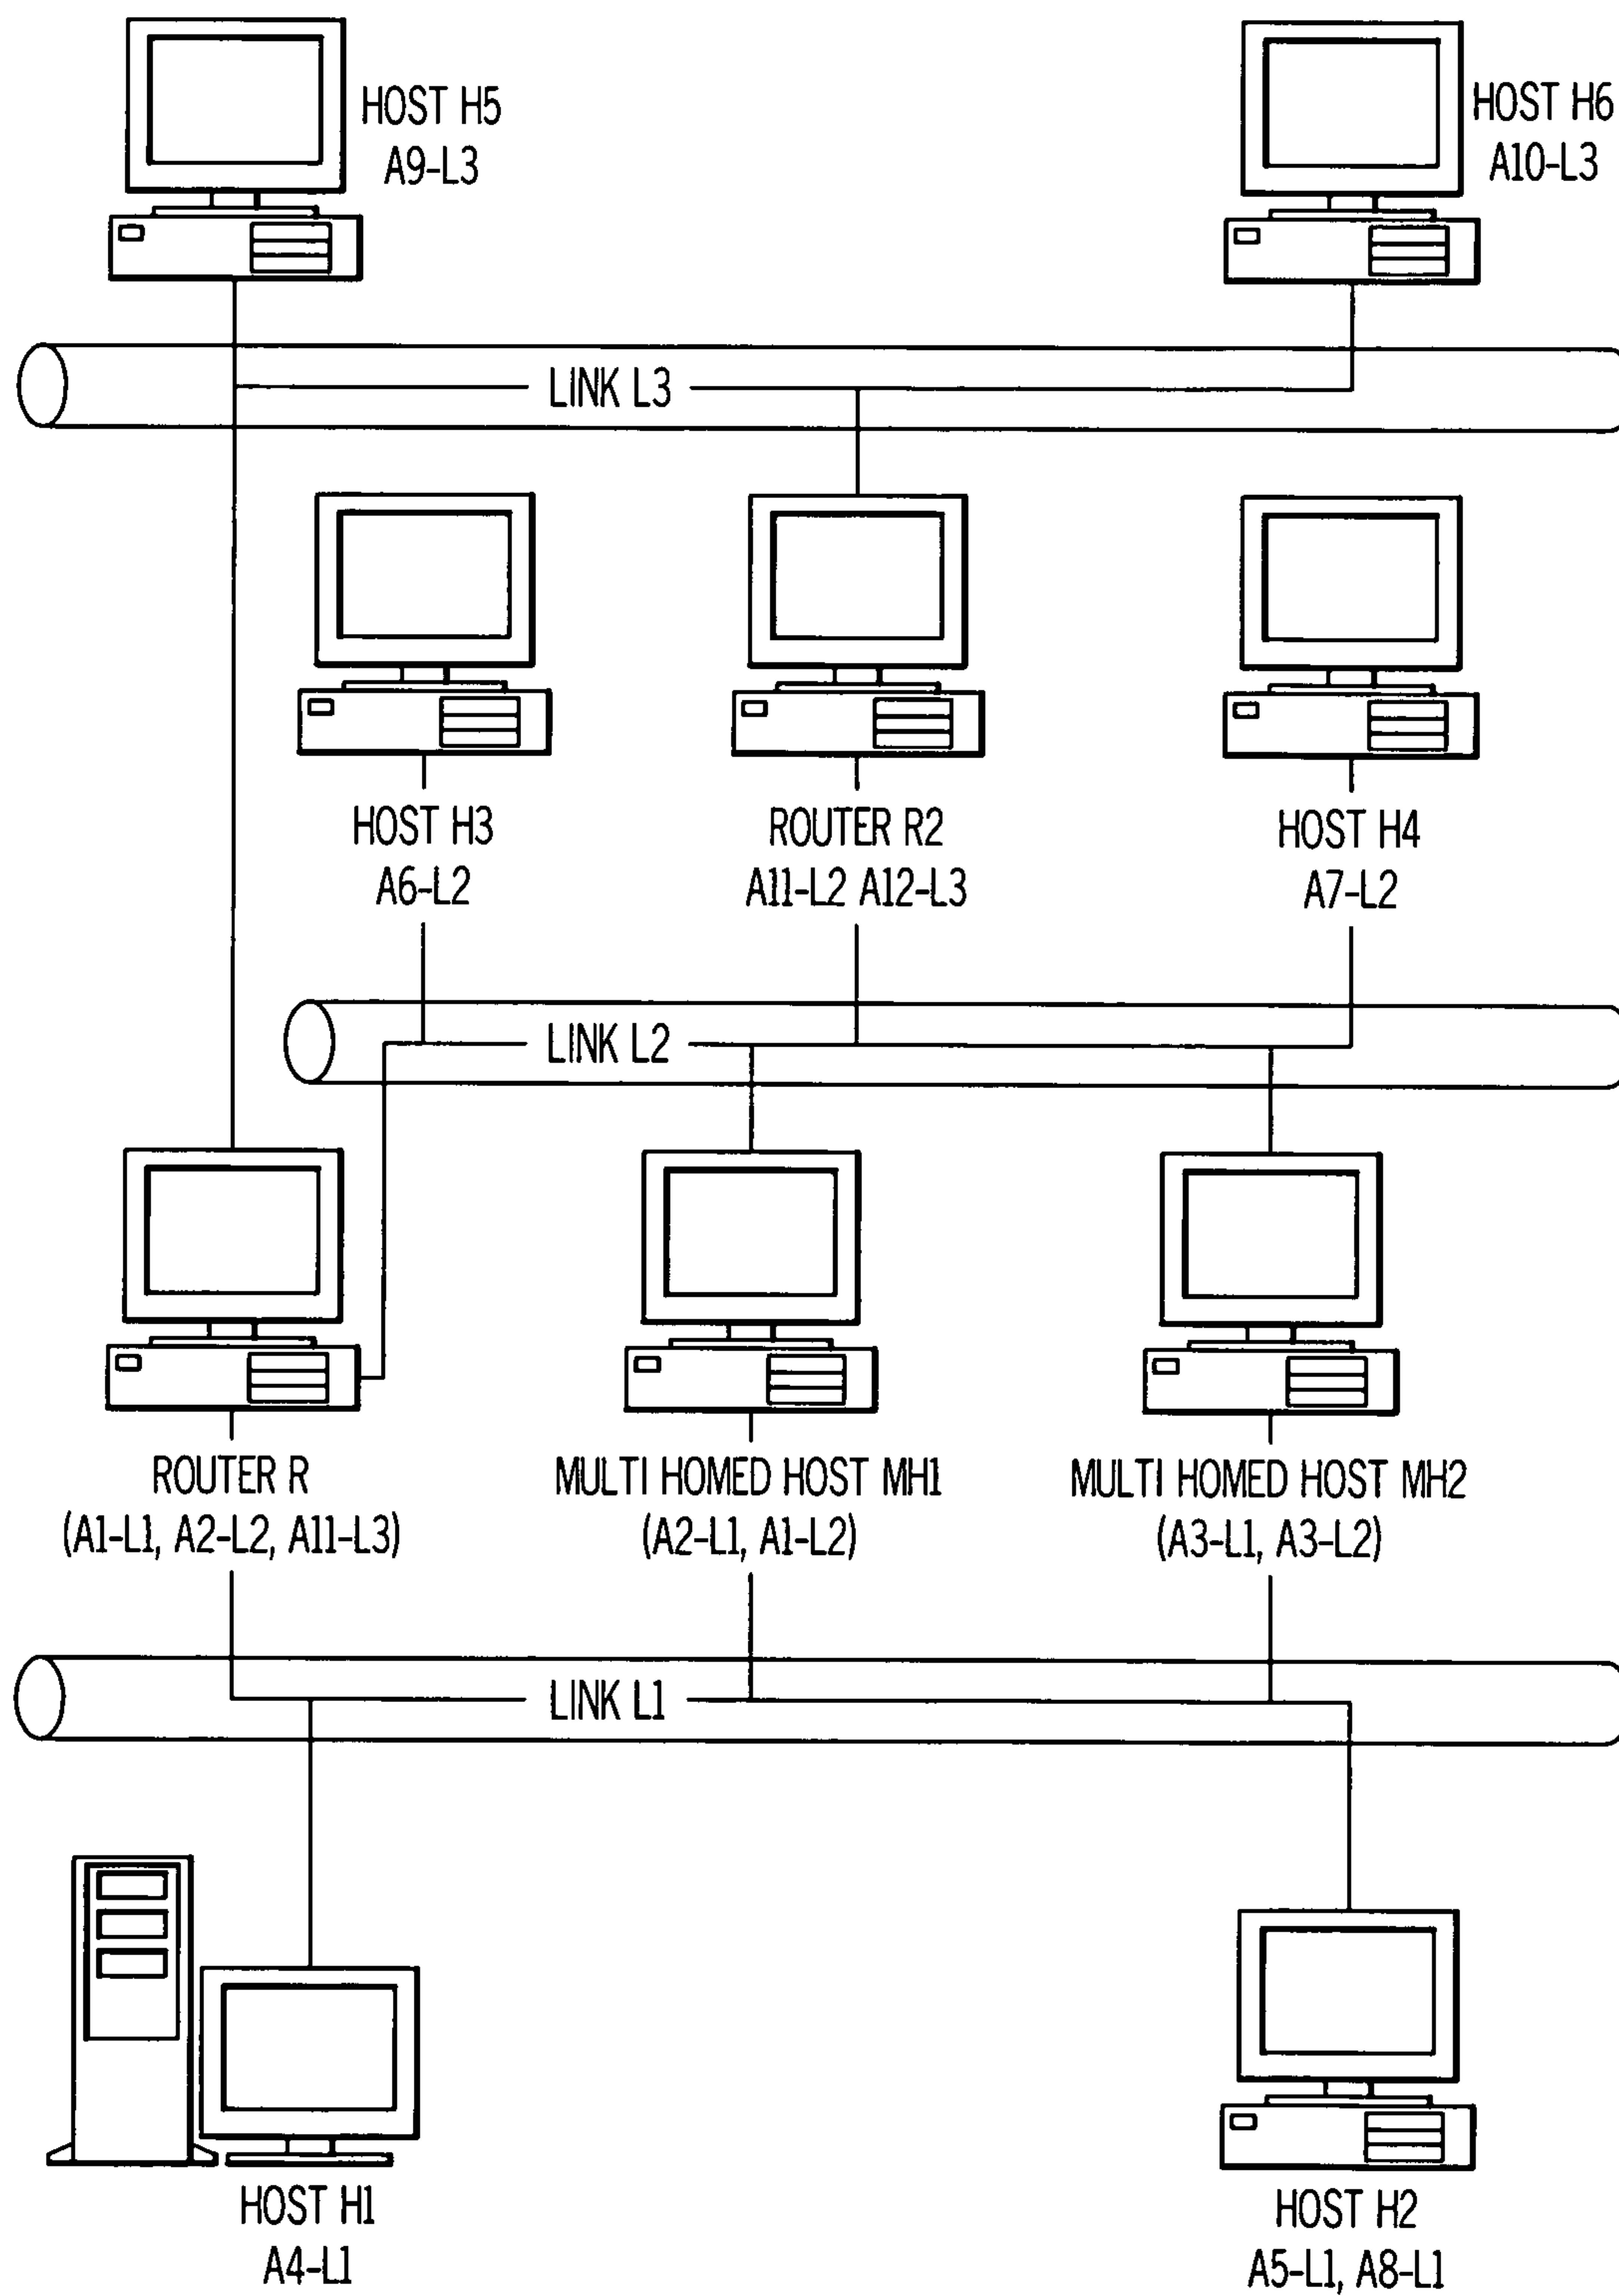 HOST H5
A9-L3
HOST H6
A10-L3
LINK L3
HOST H3
A6-L2
ROUTER R2
A11-L2 A12-L3
HOST H4
A7-L2
LINK L2
ROUTER R
(A1-L1, A2-L2, A11-L3)
MULTI HOMED HOST MH1
(A2-L1, A1-L2)
MULTI HOMED HOST MH2
(A3-L1, A3-L2)
LINK L1
HOST H1
A4-L1
HOST H2
A5-L1, A8-L1